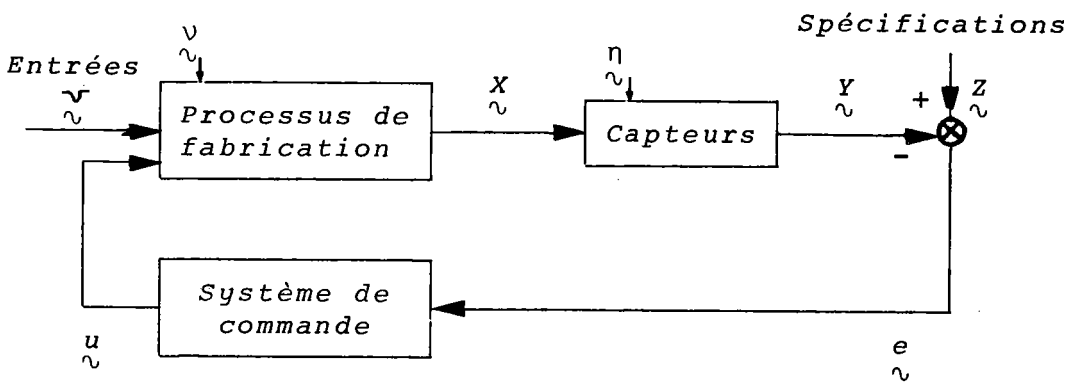 Spécifications
ν
Entrées
v
η
X
Y
+
Z
Processus de
fabrication
Capteurs
-
Système de
commande
u
e